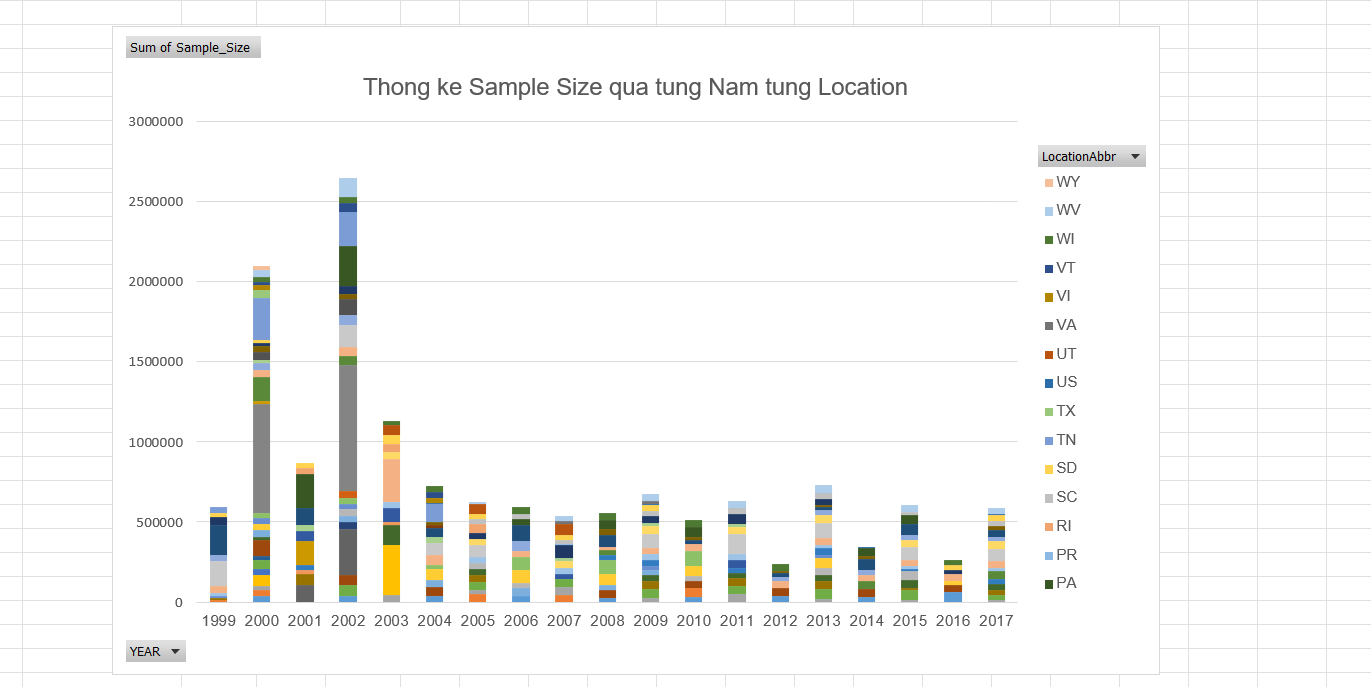 Sum of Sample_Size
Thong ke Sample Size qua tung Nam tung Location
3000000
2500000
2000000
1500000
1000000
500000
0
1999 2000 2001 2002 2003 2004 2005 2006 2007 2008 2009 2010 2011 2012 2013 2014 2015 2016 2017
LocationAbbr
WY
WV
WI
VT
VI
VA
UT
US
TX
TN
SD
SC
RI
PR
PA
YEAR